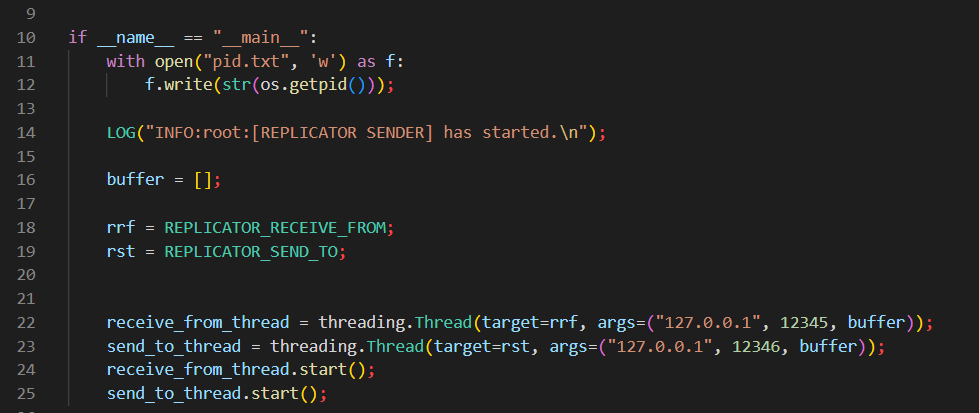 9
10 if __name__ == "__main__":
11     with open("pid.txt", 'w') as f:
12         f.write(str(os.getpid()));
13
14     LOG("INFO:root:[REPLICATOR SENDER] has started.\n");
15
16     buffer = [];
17
18     rrf = REPLICATOR_RECEIVE_FROM;
19     rst = REPLICATOR_SEND_TO;
20
21
22     receive_from_thread = threading.Thread(target=rrf, args=("127.0.0.1", 12345, buffer));
23     send_to_thread = threading.Thread(target=rst, args=("127.0.0.1", 12346, buffer));
24     receive_from_thread.start();
25     send_to_thread.start();